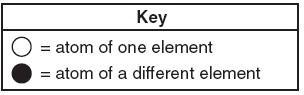 Key
= atom of one element
= atom of a different element